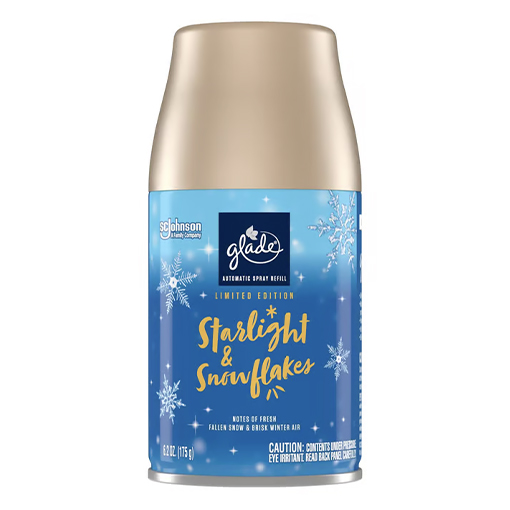 SC Johnson
A Family Company
glade®
AUTOMATIC SPRAY REFILL
LIMITED EDITION
Starlight
&
Snowflakes
NOTES OF FRESH
FALLEN SNOW & BRISK WINTER AIR
6.2 OZ. (175 g)
CAUTION: CONTENTS UNDER PRESSURE.
EYE IRRITANT. READ BACK PANEL CAREFULLY.